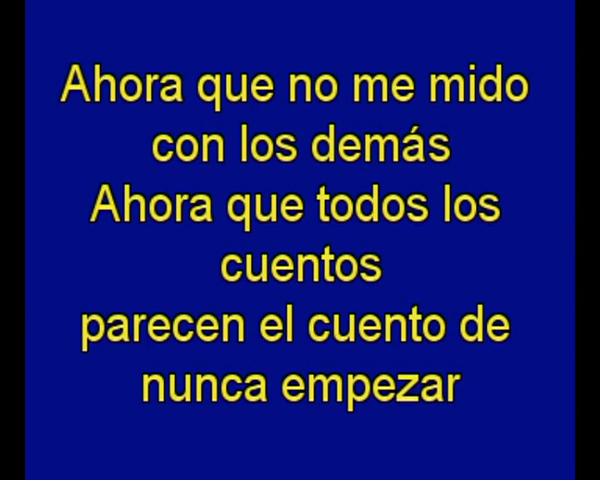 Ahora que no me mido
con los demás
Ahora que todos los
cuentos
parecen el cuento de
nunca empezar